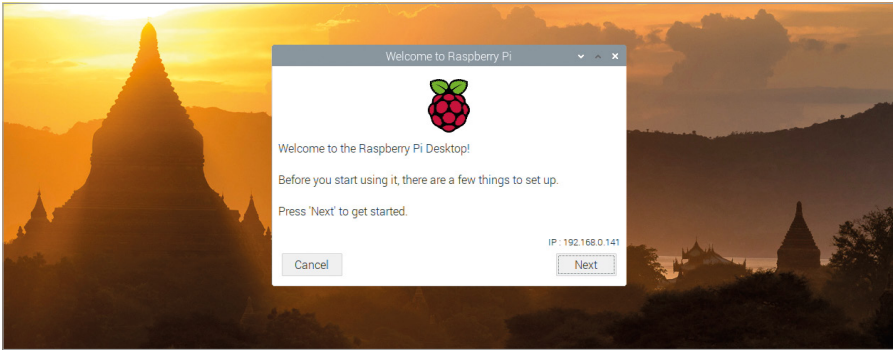 Welcome to Raspberry Pi
Welcome to the Raspberry Pi Desktop!
Before you start using it, there are a few things to set up.
Press 'Next' to get started.
IP : 192.168.0.141
Cancel
Next